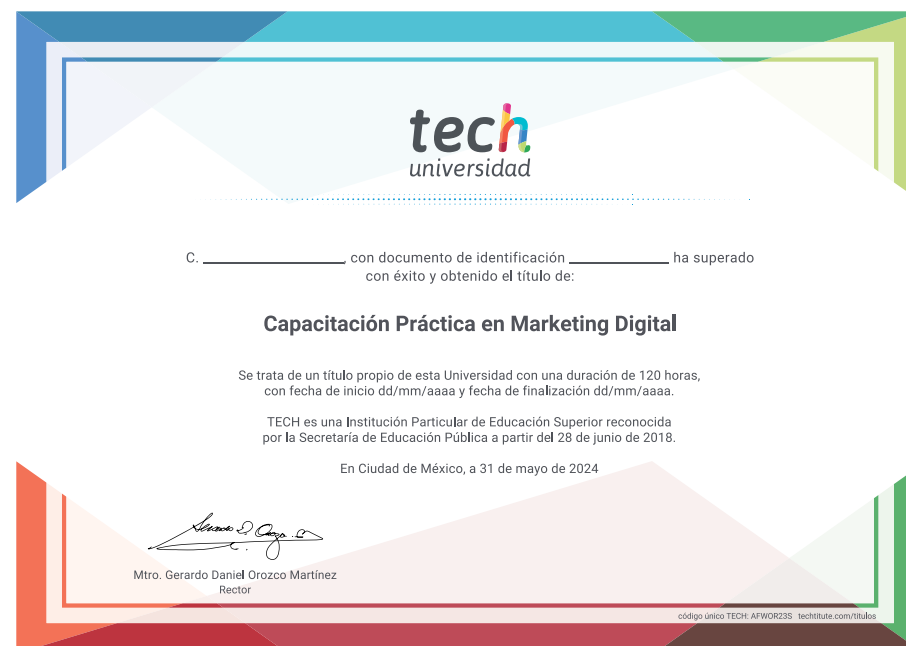 tech
universidad
C. ____________, con documento de identificación ____________ ha superado
con éxito y obtenido el título de:
Capacitación Práctica en Marketing Digital
Se trata de un título propio de esta Universidad con una duración de 120 horas,
con fecha de inicio dd/mm/aaaa y fecha de finalización dd/mm/aaaa.
TECH es una Institución Particular de Educación Superior reconocida
por la Secretaría de Educación Pública a partir del 28 de junio de 2018.
En Ciudad de México, a 31 de mayo de 2024
Mtro. Gerardo Daniel Orozco Martínez
Rector
código único TECH: AFWOR23S techtitute.com/titulos